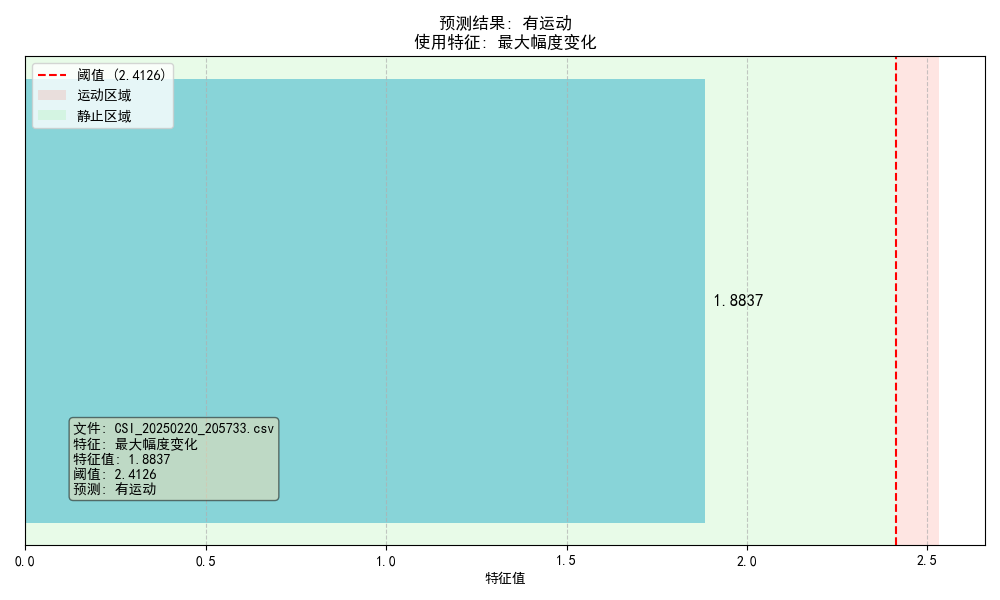 预测结果: 有运动
使用特征: 最大幅度变化
阈值 (2.4126)
运动区域
静止区域
1.8837
文件: CSI_20250220_205733.csv
特征: 最大幅度变化
特征值: 1.8837
阈值: 2.4126
预测: 有运动
0.0 0.5 1.0 1.5 2.0 2.5
特征值